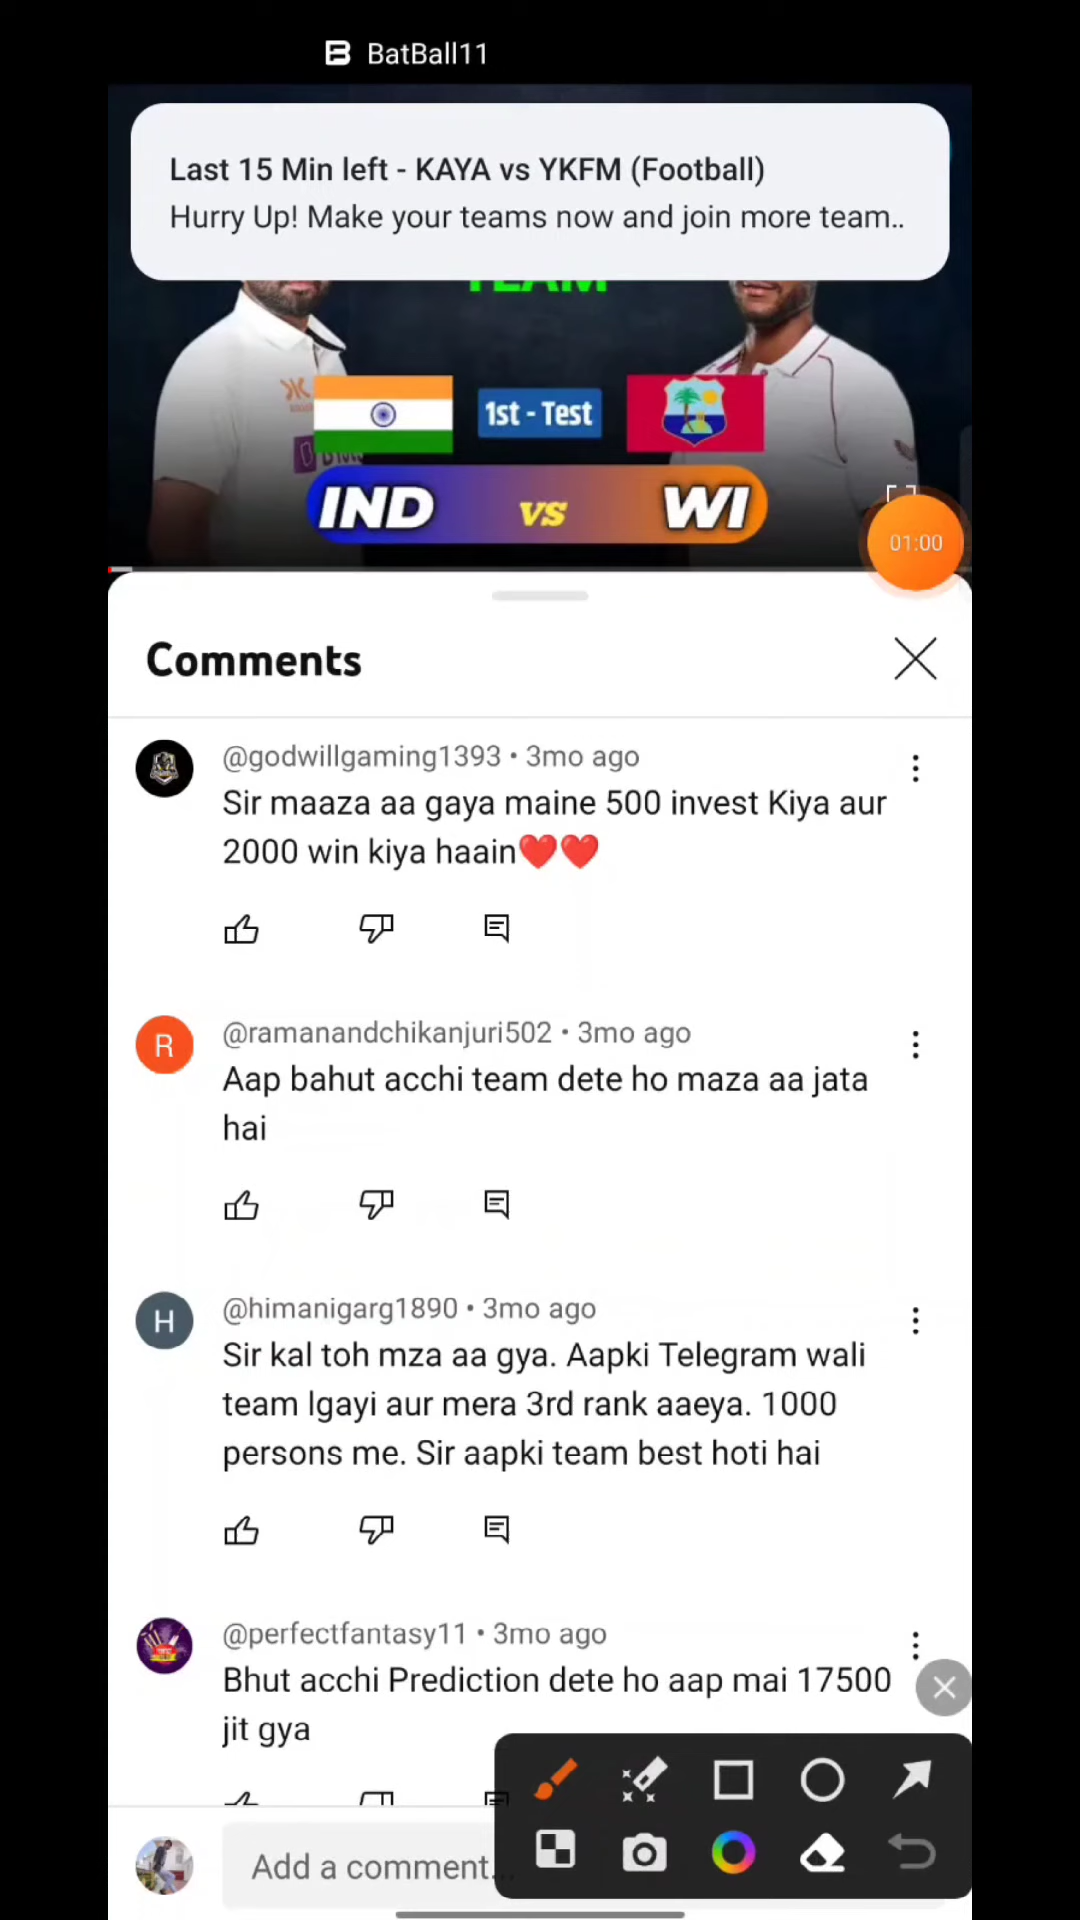 BatBall11
Last 15 Min left - KAYA vs YKFM (Football)
Hurry Up! Make your teams now and join more team..
TEAM
1st - Test
IND vs WI
01:00
Comments
@godwillgaming1393 • 3mo ago
Sir maaza aa gaya maine 500 invest Kiya aur
2000 win kiya haain❤️❤️
R
@ramanandchikanjuri502 • 3mo ago
Aap bahut acchi team dete ho maza aa jata
hai
H
@himanigarg1890 • 3mo ago
Sir kal toh mza aa gya. Aapki Telegram wali
team lgayi aur mera 3rd rank aaeya. 1000
persons me. Sir aapki team best hoti hai
@perfectfantasy11 • 3mo ago
Bhut acchi Prediction dete ho aap mai 17500
jit gya
Add a comment...